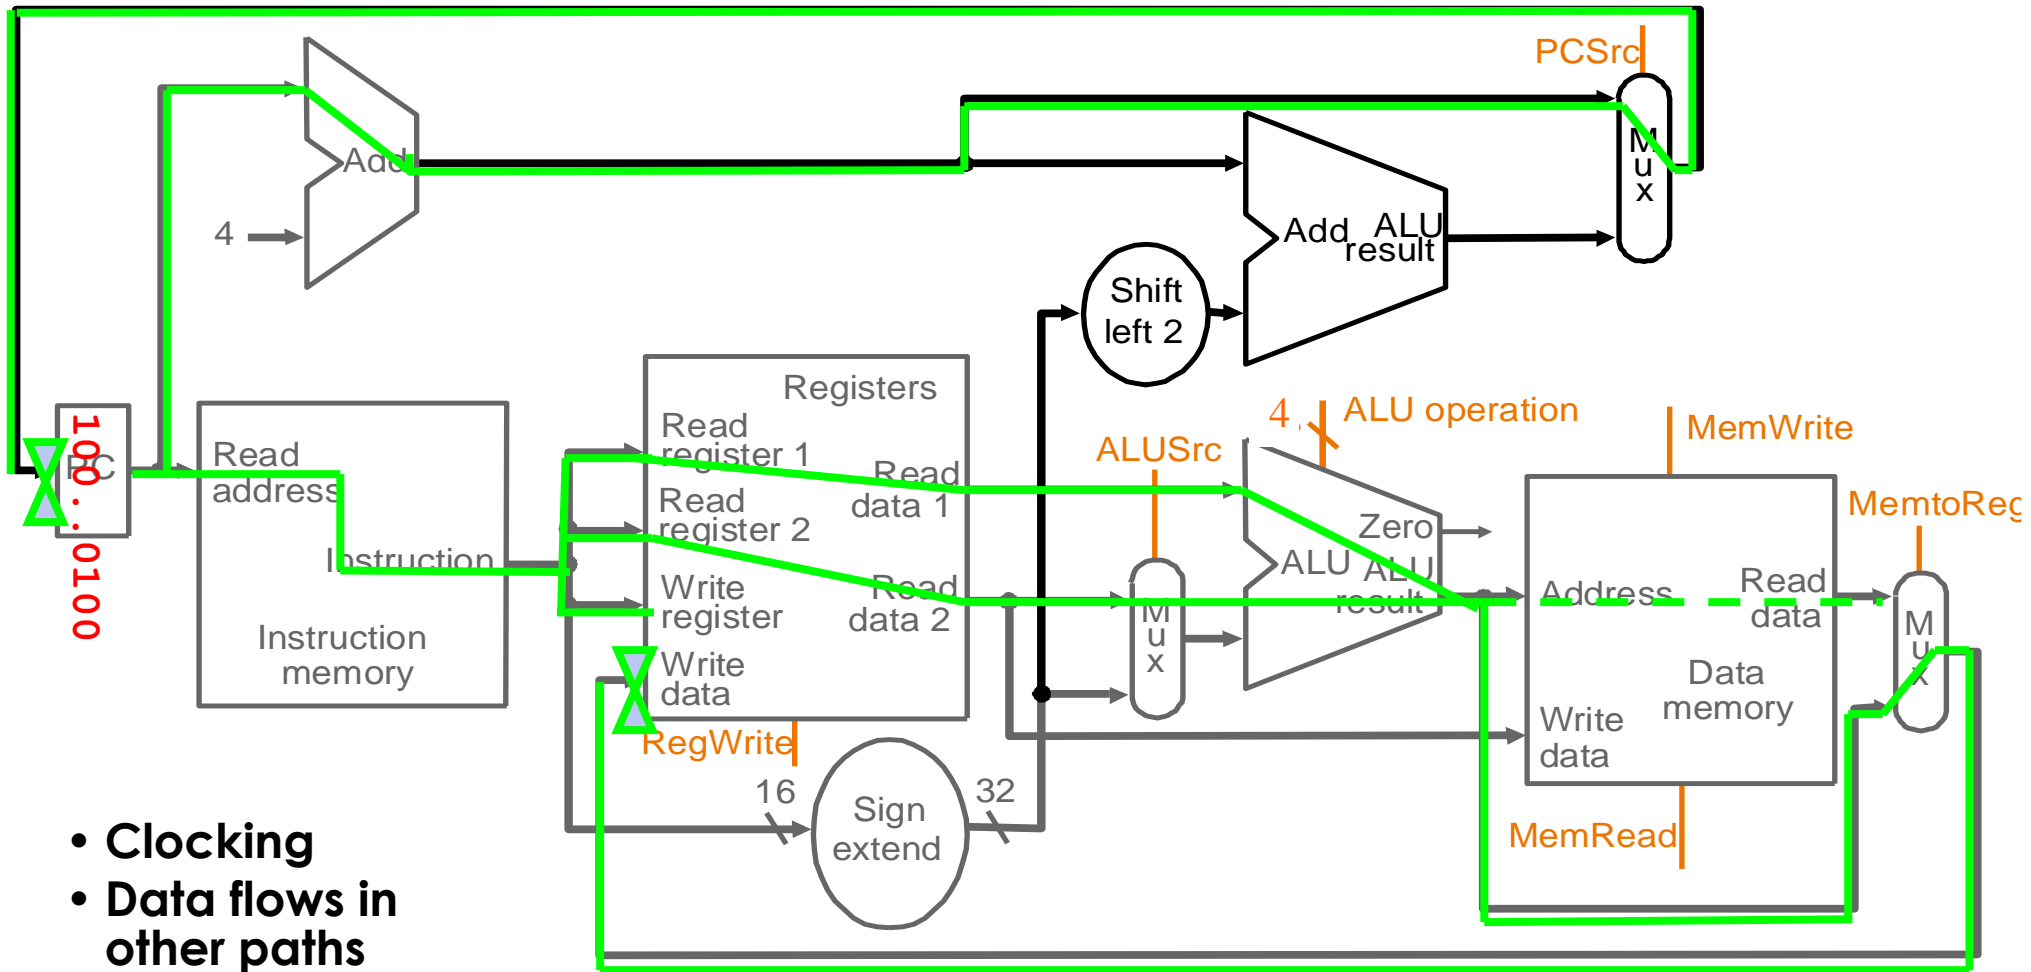 PCSrc
Add
4
M
u
x
Add ALU
result
Shift
left 2
PC
100..0100
Read
address
Instruction
Instruction
memory
Registers
Read
register 1
Read
data 1
Read
register 2
Write
register
Read
data 2
Write
data
RegWrite
16
Sign
extend
32
ALUSrc
M
u
x
4
ALU operation
Zero
ALU ALU
result
MemWrite
Address
Read
data
Data
memory
Write
data
MemRead
MemtoReg
M
u
x
• Clocking
• Data flows in
other paths